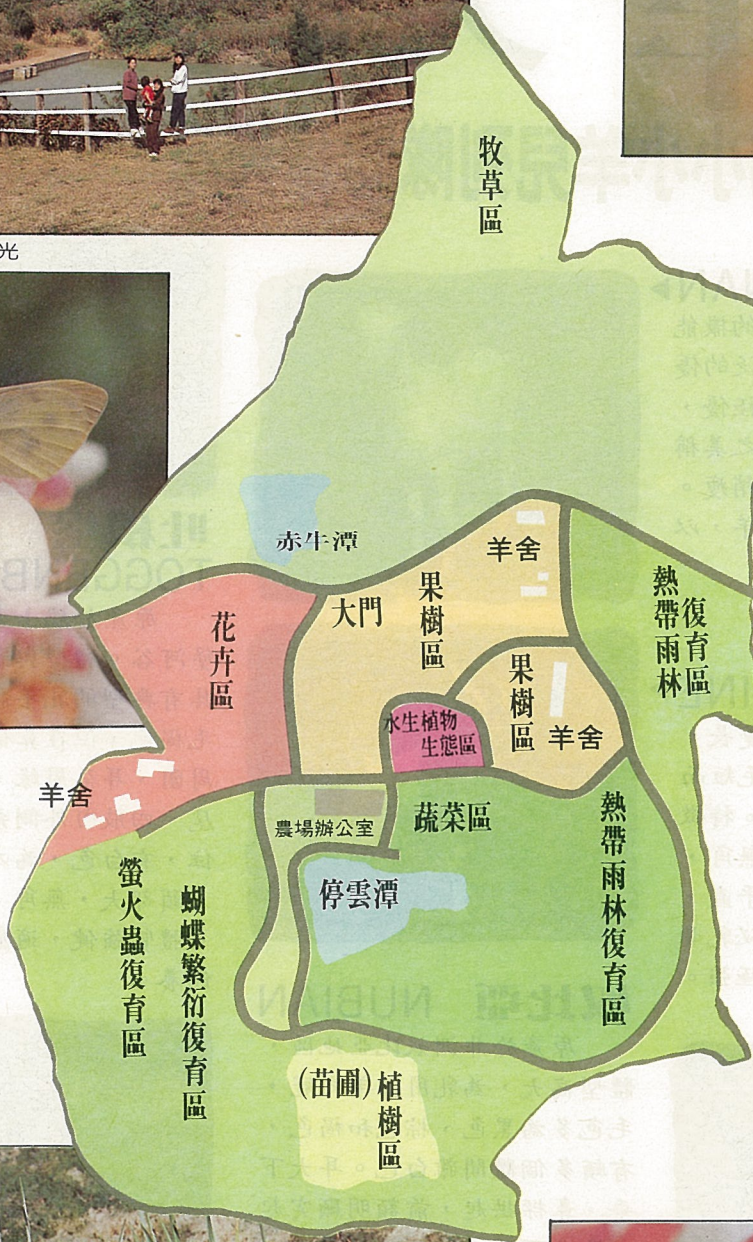 光
牧草區
赤牛潭
羊舍
大門
果樹區
熱帶雨林
復育區
花卉區
果樹區
羊舍
水生植物
生態區
羊舍
農場辦公室
蔬菜區
熱帶雨林復育區
停雲潭
螢火蟲復育區
蝴蝶繁衍復育區
(苗圃)
植樹區